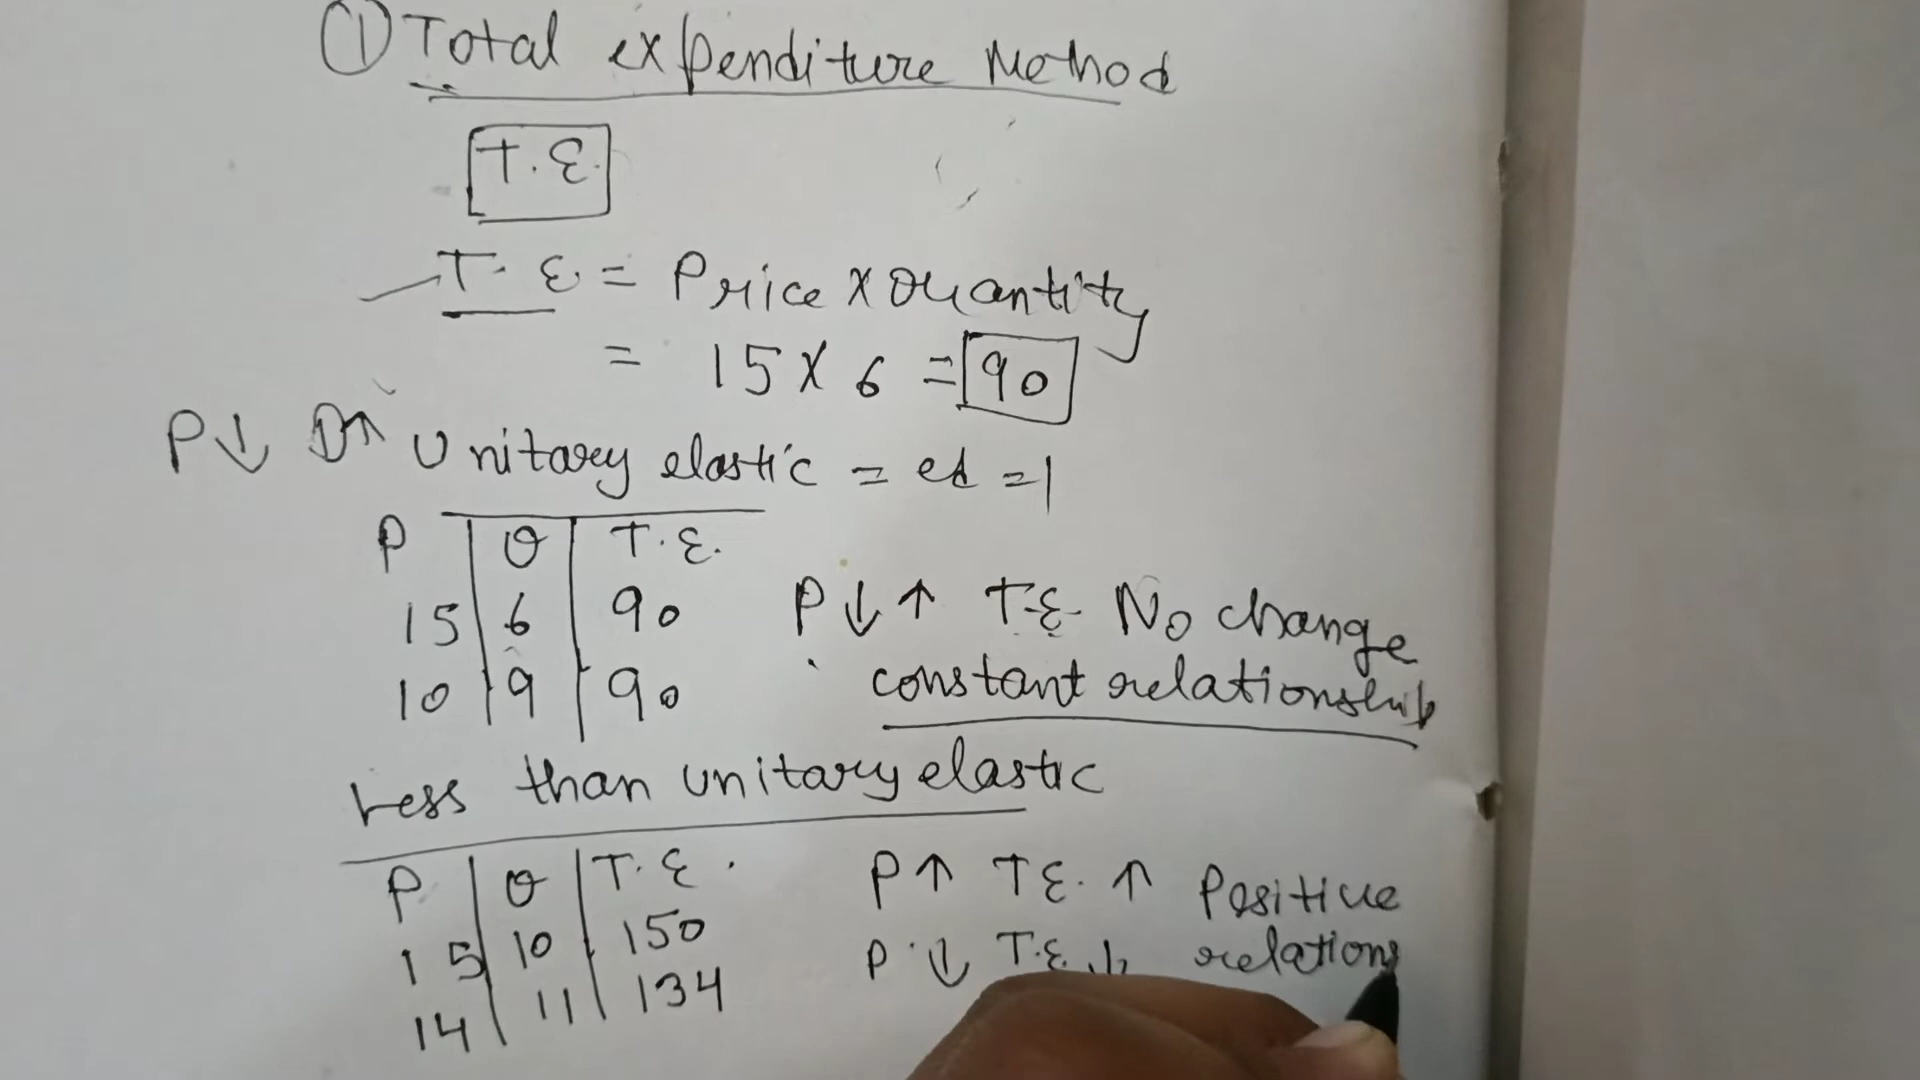 ① Total expenditure Method
T.E.
T.E = Price X Quantity
= 15 X 6 = 90
P↓ D↑ Unitary elastic = ed = 1
P Q T.E.
15 6 90
10 9 90
P↓↑ T.E. No change
constant relationship
Less than unitary elastic
P Q T.E.
15 10 150
14 11 134
P↑ T.E. ↑ Positive
P↓ T.E.↓ relations